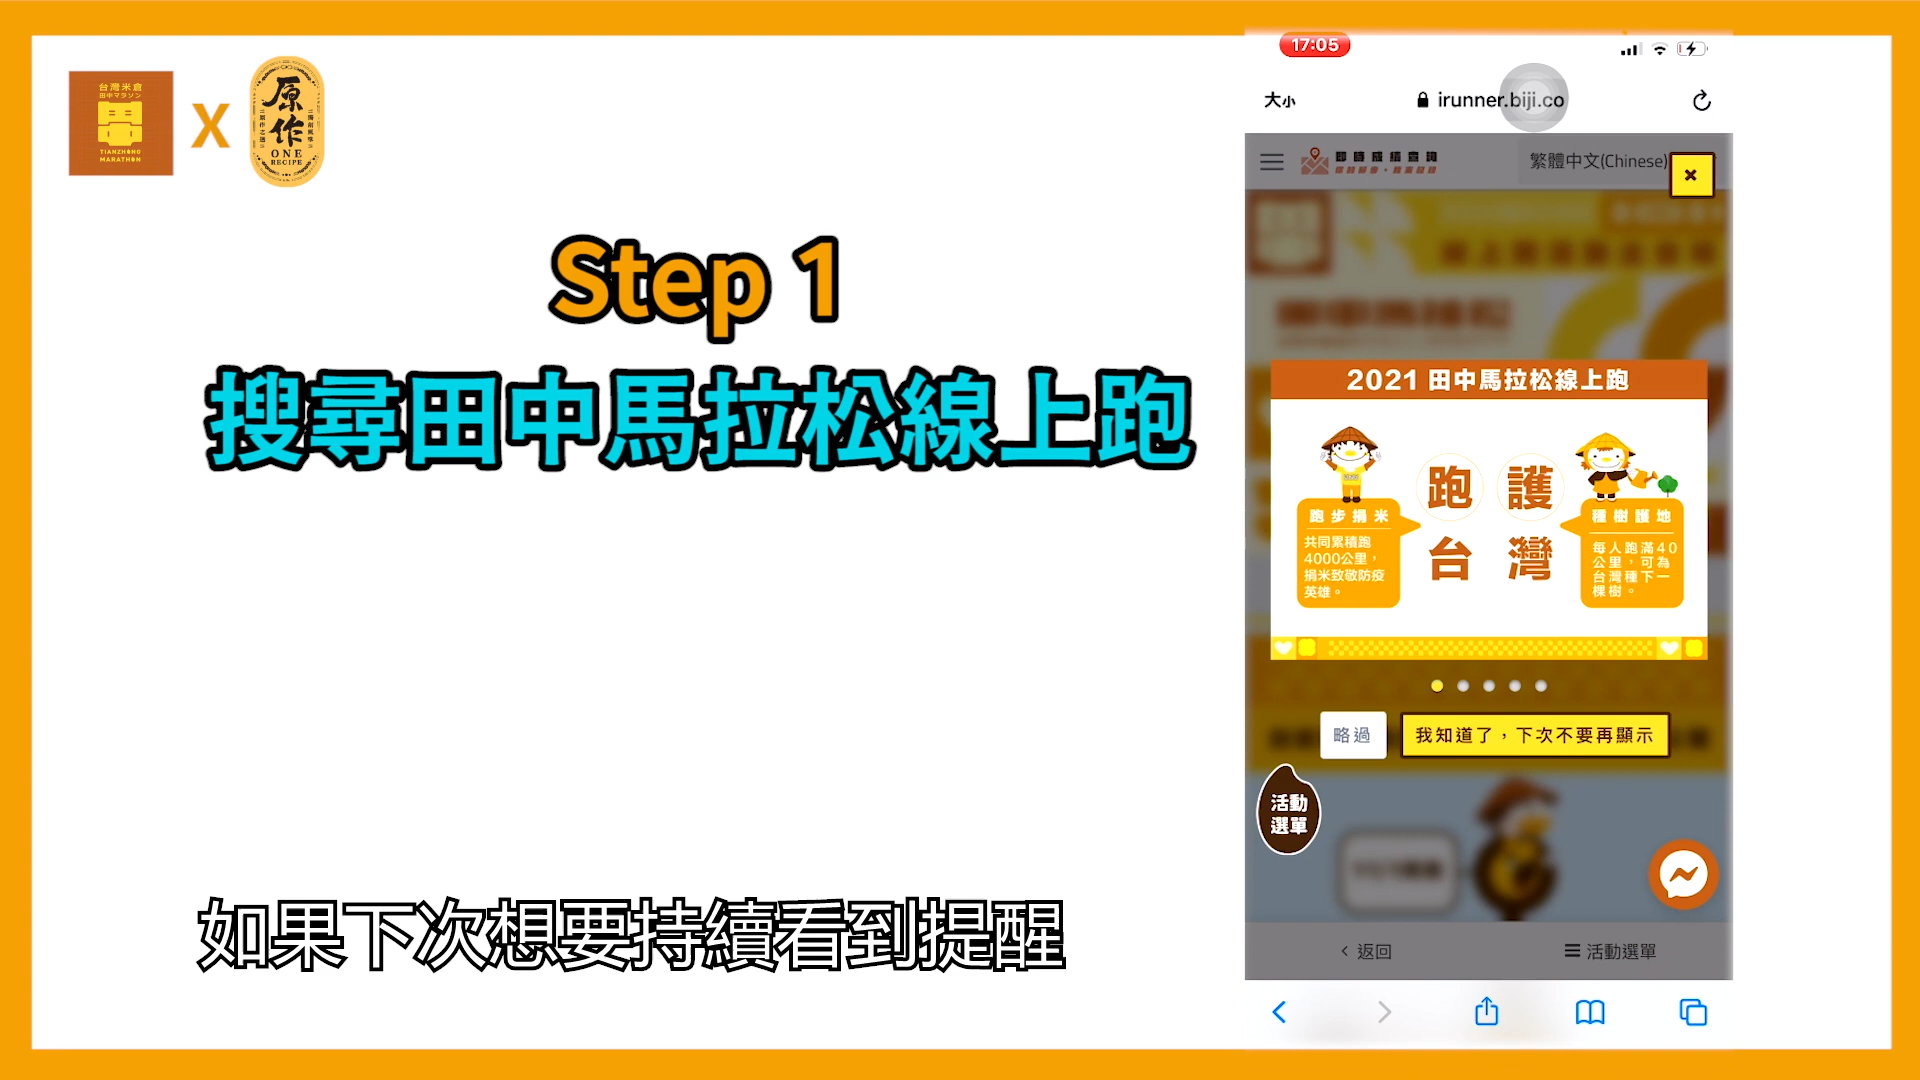 台灣米倉
田中マラソン
TIANZHONG
MARATHON
X
原作
ONE
RECIPE
Step 1
搜尋田中馬拉松線上跑
如果下次想要持續看到提醒
17:05
大小
irunner.biji.co
即時成績查詢
繁體中文(Chinese)
×
2021 田中馬拉松線上跑
跑步捐米
共同累積跑
4000公里，
捐米致敬防疫
英雄。
跑 護
台 灣
種樹護地
每人跑滿40
公里，可為
台灣種下一
棵樹。
略過
我知道了，下次不要再顯示
活動
選單
返回
活動選單